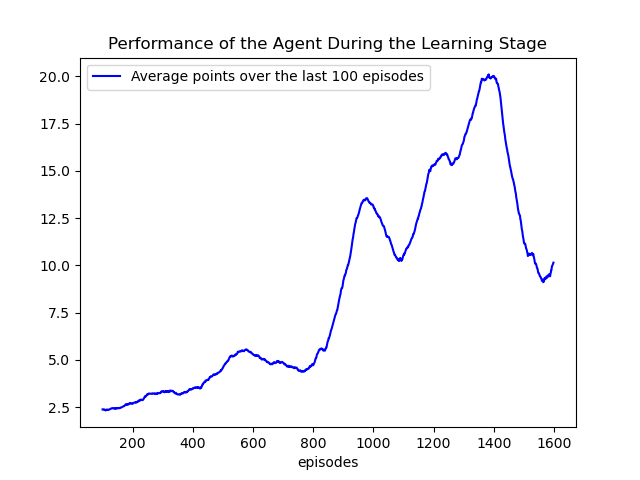 Performance of the Agent During the Learning Stage
Average points over the last 100 episodes
20.0
17.5
15.0
12.5
10.0
7.5
5.0
2.5
200 400 600 800 1000 1200 1400 1600
episodes